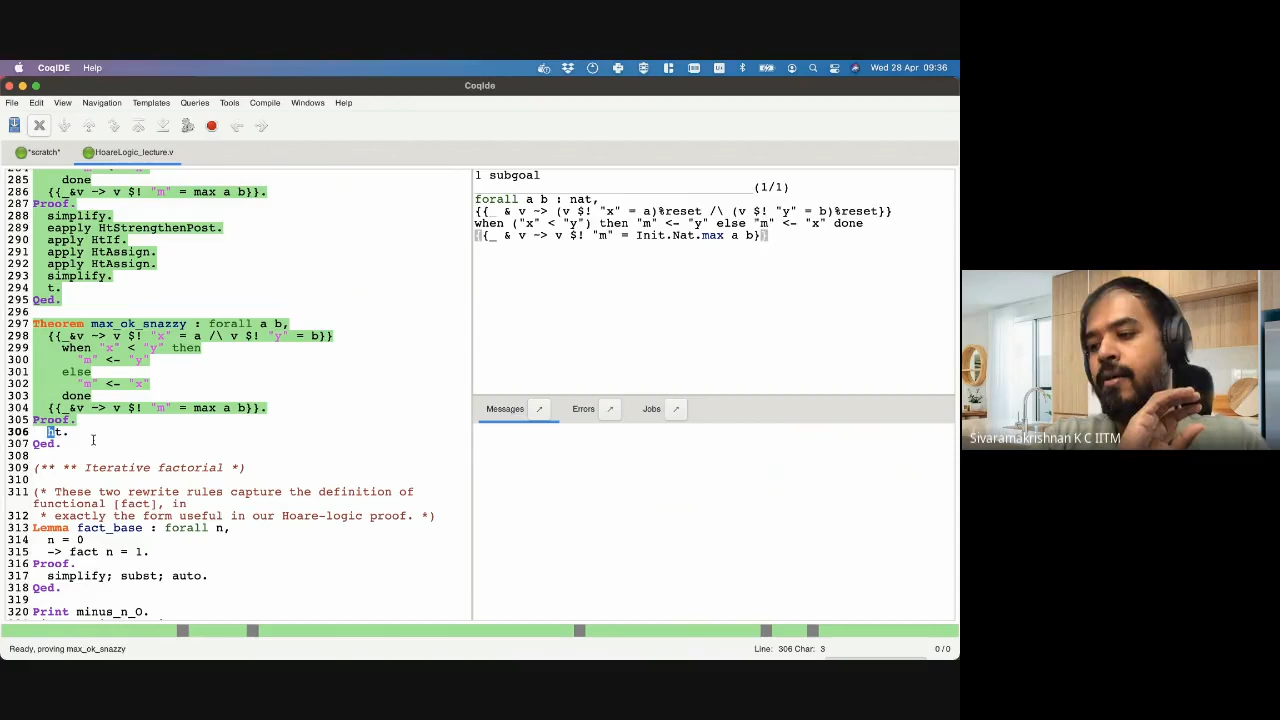 CoqIDE Help
Wed 28 Apr 09:36
CoqIde
File Edit View Navigation Templates Queries Tools Compile Windows Help
*scratch* HoareLogic_lecture.v
285 done
286 {{_&v ~> v $! "m" = max a b}}.
287 Proof.
288 simplify.
289 eapply HtStrengthenPost.
290 apply HtIf.
291 apply HtAssign.
292 apply HtAssign.
293 simplify.
294 t.
295 Qed.
296
297 Theorem max_ok_snazzy : forall a b,
298 {{_&v ~> v $! "x" = a /\ v $! "y" = b}}
299 when "x" < "y" then
300 "m" <- "y"
301 else
302 "m" <- "x"
303 done
304 {{_&v ~> v $! "m" = max a b}}.
305 Proof.
306 ht.
307 Qed.
308
309 (** ** Iterative factorial *)
310
311 (* These two rewrite rules capture the definition of
functional [fact], in
312 * exactly the form useful in our Hoare-logic proof. *)
313 Lemma fact_base : forall n,
314 n = 0
315 -> fact n = 1.
316 Proof.
317 simplify; subst; auto.
318 Qed.
319
320 Print minus_n_O.
1 subgoal
(1/1)
forall a b : nat,
{{_ & v ~> (v $! "x" = a)%reset /\ (v $! "y" = b)%reset}}
when ("x" < "y") then "m" <- "y" else "m" <- "x" done
{{_ & v ~> v $! "m" = Init.Nat.max a b}}
Messages Errors Jobs
Ready, proving max_ok_snazzy
Line: 306 Char: 3
0 / 0
Sivaramakrishnan K C IITM